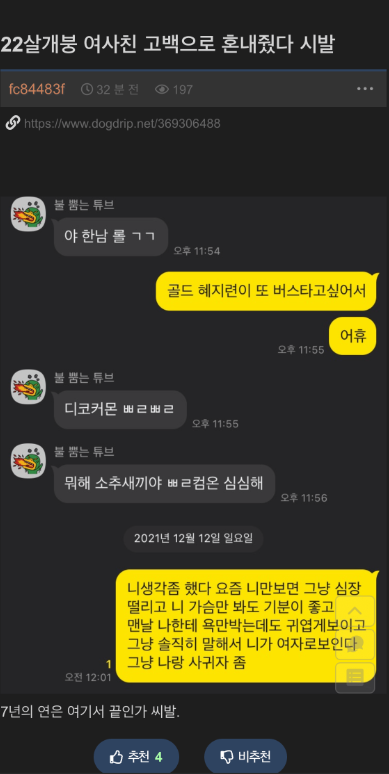 22살개붕 여사친 고백으로 혼내줬다 시발
fc84483f 32 분 전 197
https://www.dogdrip.net/369306488
불 뿜는 튜브
야 한남 롤 ㄱㄱ
오후 11:54
골드 혜지련이 또 버스타고싶어서
어휴
오후 11:55
불 뿜는 튜브
디코커몬 ㅃㄹㅃㄹ
오후 11:55
불 뿜는 튜브
뭐해 소추새끼야 ㅃㄹ컴온 심심해
오후 11:56
2021년 12월 12일 일요일
니생각좀 했다 요즘 니만보면 그냥 심장
떨리고 니 가슴만 봐도 기분이 좋고
맨날 나한테 욕만박는데도 귀엽게보이고
그냥 솔직히 말해서 니가 여자로보인다
그냥 나랑 사귀자 좀
1
오전 12:01
7년의 연은 여기서 끝인가 씨발.
추천 4
비추천